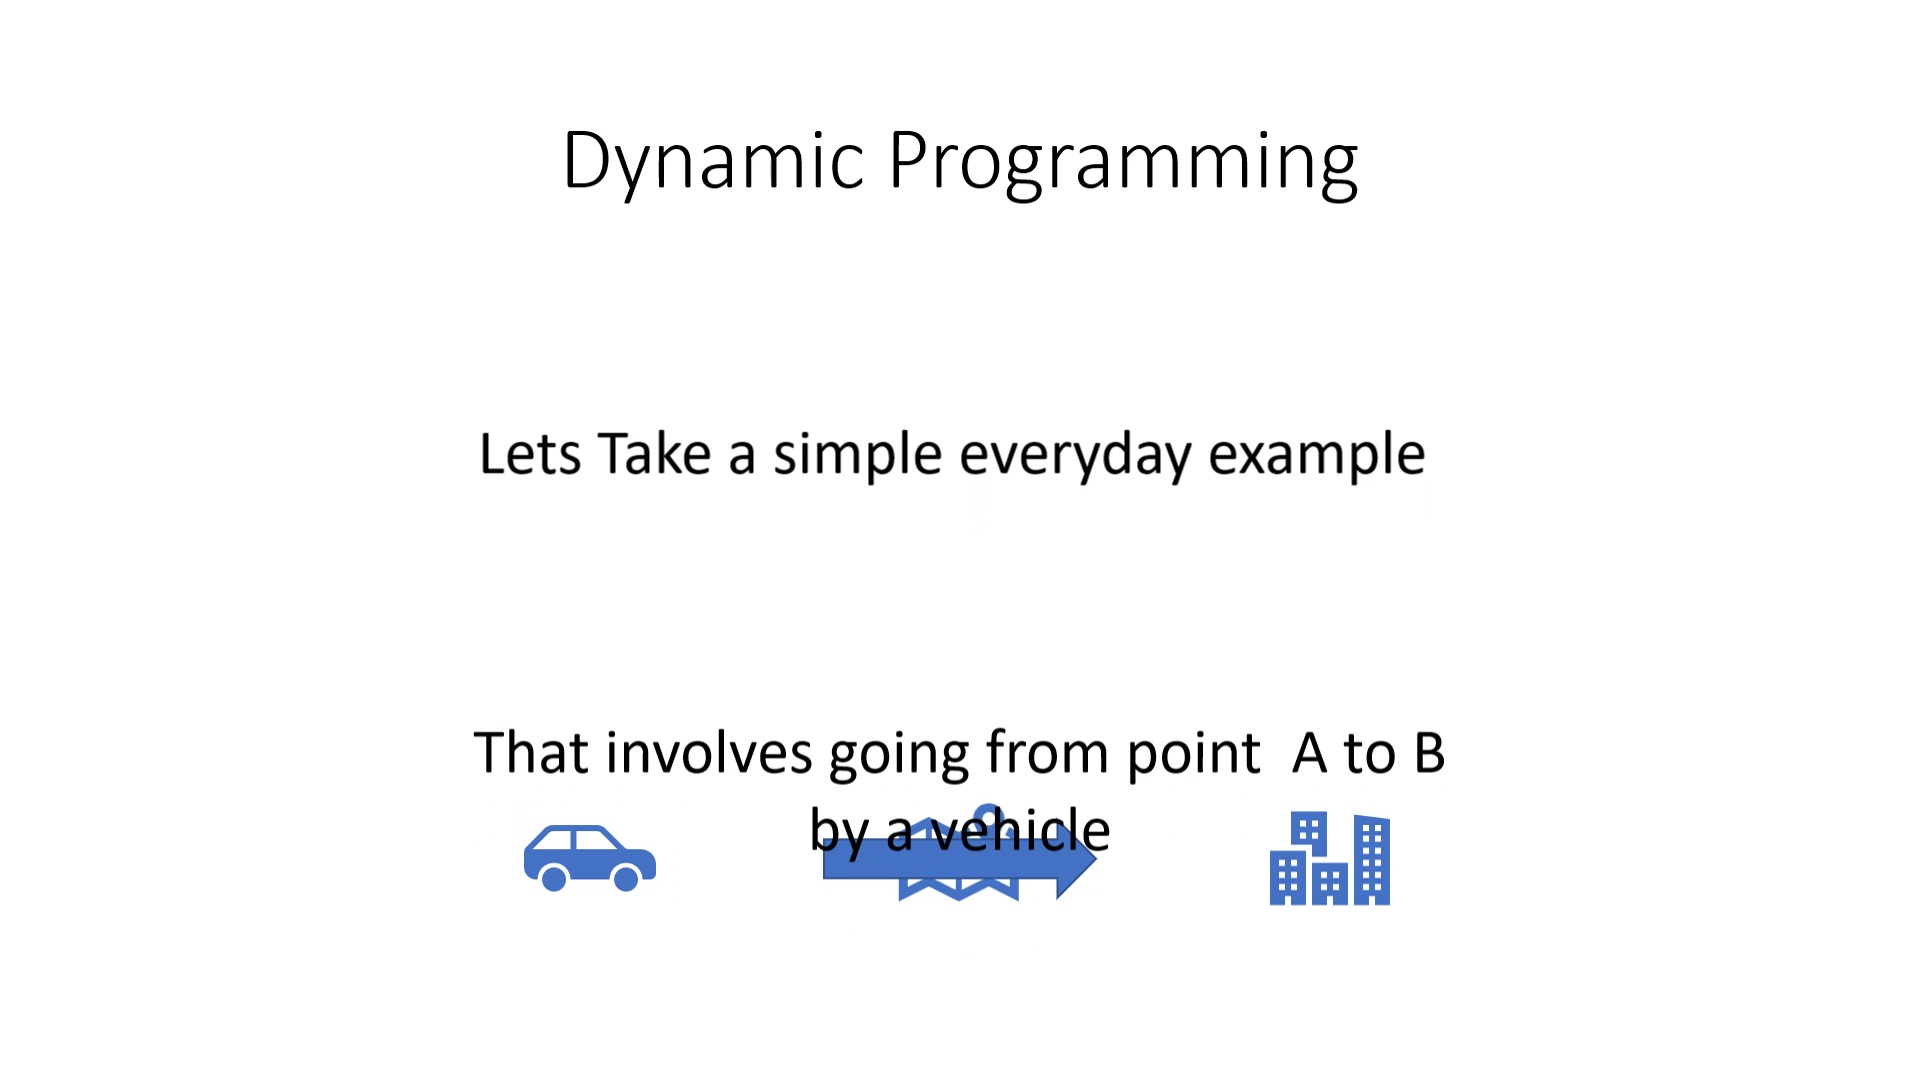 Dynamic Programming
Lets Take a simple everyday example
That involves going from point  A to B
by a vehicle